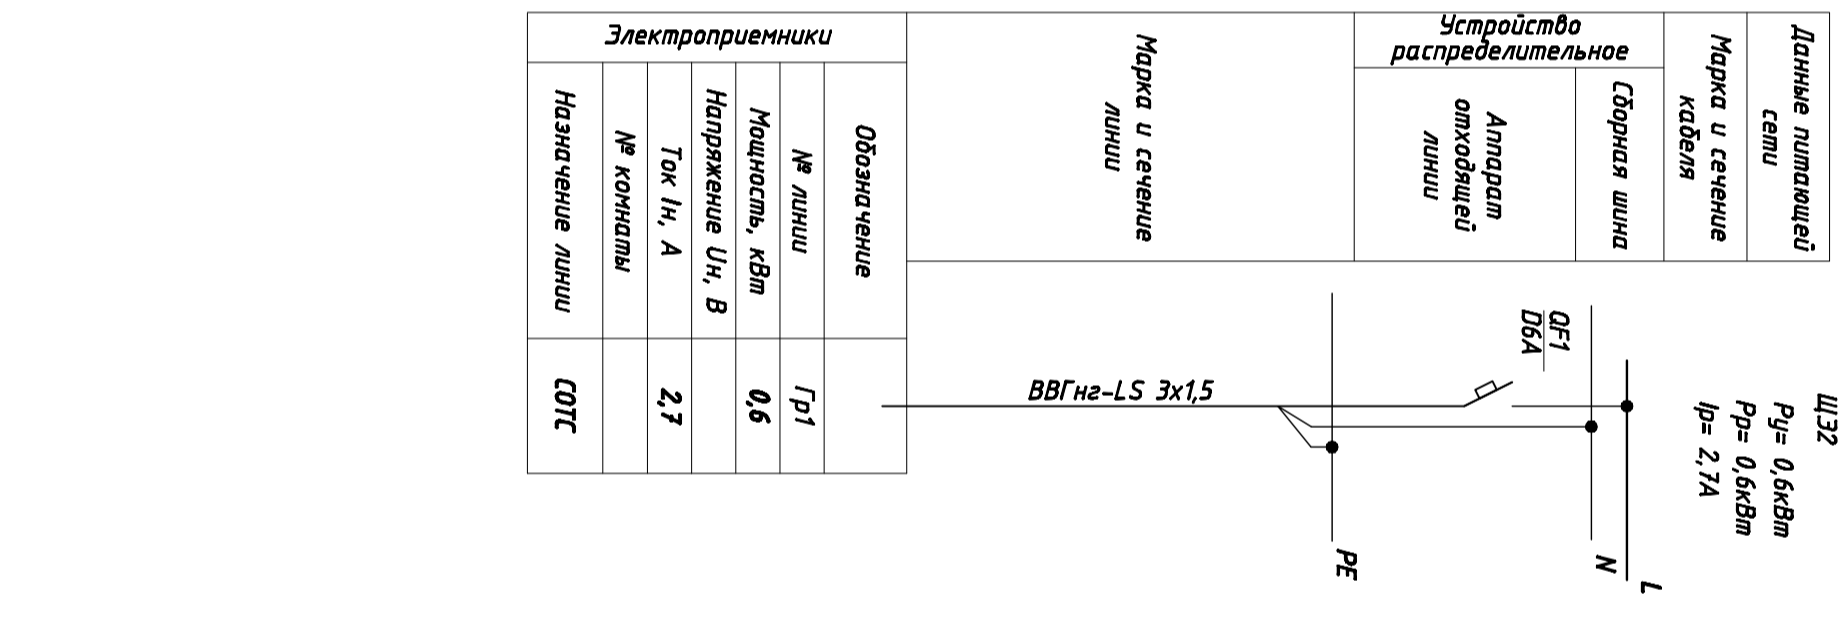 Данные питающей
сети
Марка и сечение
кабеля
Устройство
распределительное
Сборная шина
Аппарат
отходящей
линии
Марка и сечение
линии
Электроприемники
Обозначение
№ линии
Мощность, кВт
Напряжение Uн, В
Ток Iн, А
№ комнаты
Назначение линии
Гр1
0,6
2,7
СОТС
ЩЭ2
Ру= 0,6кВт
Рр= 0,6кВт
Iр= 2,7А
QF1
D6A
ВВГнг-LS 3х1,5
L
N
PE